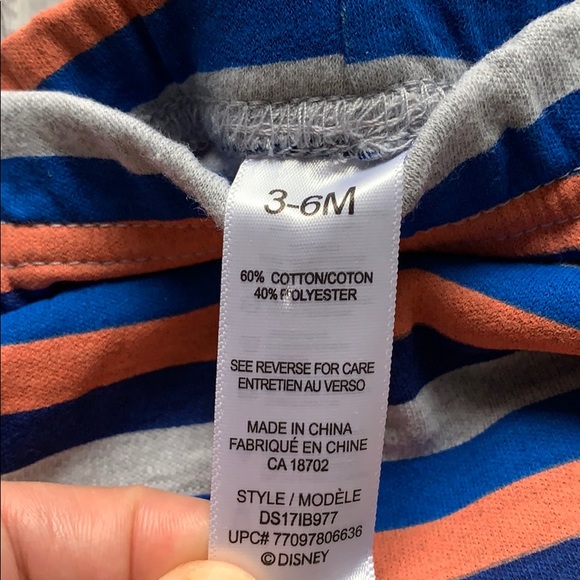 3-6M
60% COTTON/COTON
40% POLYESTER
SEE REVERSE FOR CARE
ENTRETIEN AU VERSO
MADE IN CHINA
FABRIQUÉ EN CHINE
CA 18702
STYLE / MODÈLE
DS17IB977
UPC# 77097806636
© DISNEY